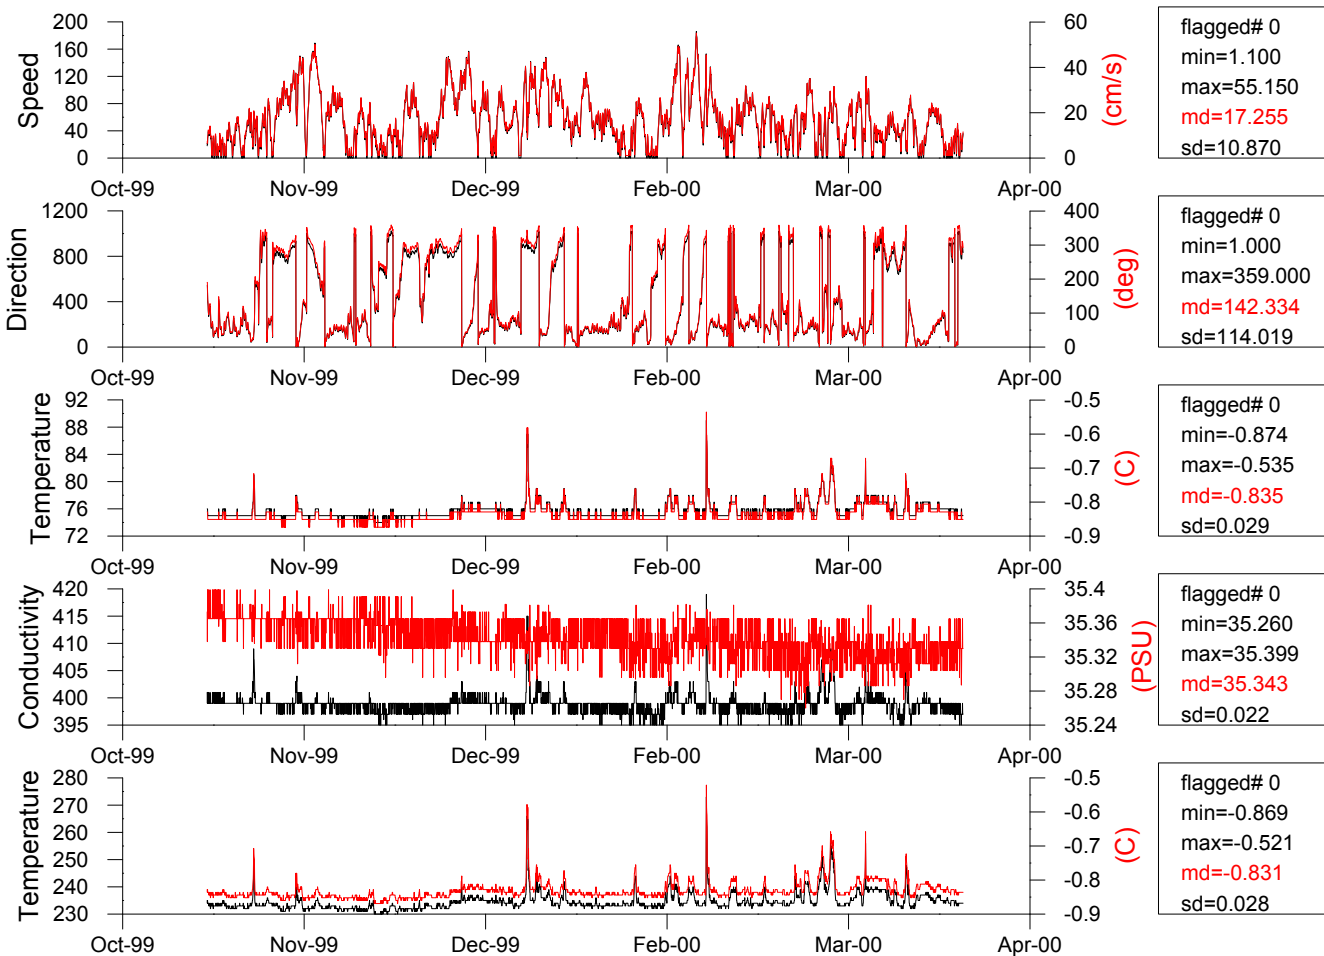 Speed
200
160
120
80
40
0
60
40
20
0
(cm/s)
Oct-99 Nov-99 Dec-99 Feb-00 Mar-00 Apr-00
flagged# 0
min=1.100
max=55.150
md=17.255
sd=10.870
Direction
1200
800
400
0
400
300
200
100
0
(deg)
Oct-99 Nov-99 Dec-99 Feb-00 Mar-00 Apr-00
flagged# 0
min=1.000
max=359.000
md=142.334
sd=114.019
Temperature
92
88
84
80
76
72
-0.5
-0.6
-0.7
-0.8
-0.9
(C)
Oct-99 Nov-99 Dec-99 Feb-00 Mar-00 Apr-00
flagged# 0
min=-0.874
max=-0.535
md=-0.835
sd=0.029
Conductivity
420
415
410
405
400
395
35.4
35.36
35.32
35.28
35.24
(PSU)
Oct-99 Nov-99 Dec-99 Feb-00 Mar-00 Apr-00
flagged# 0
min=35.260
max=35.399
md=35.343
sd=0.022
Temperature
280
270
260
250
240
230
-0.5
-0.6
-0.7
-0.8
-0.9
(C)
Oct-99 Nov-99 Dec-99 Feb-00 Mar-00 Apr-00
flagged# 0
min=-0.869
max=-0.521
md=-0.831
sd=0.028